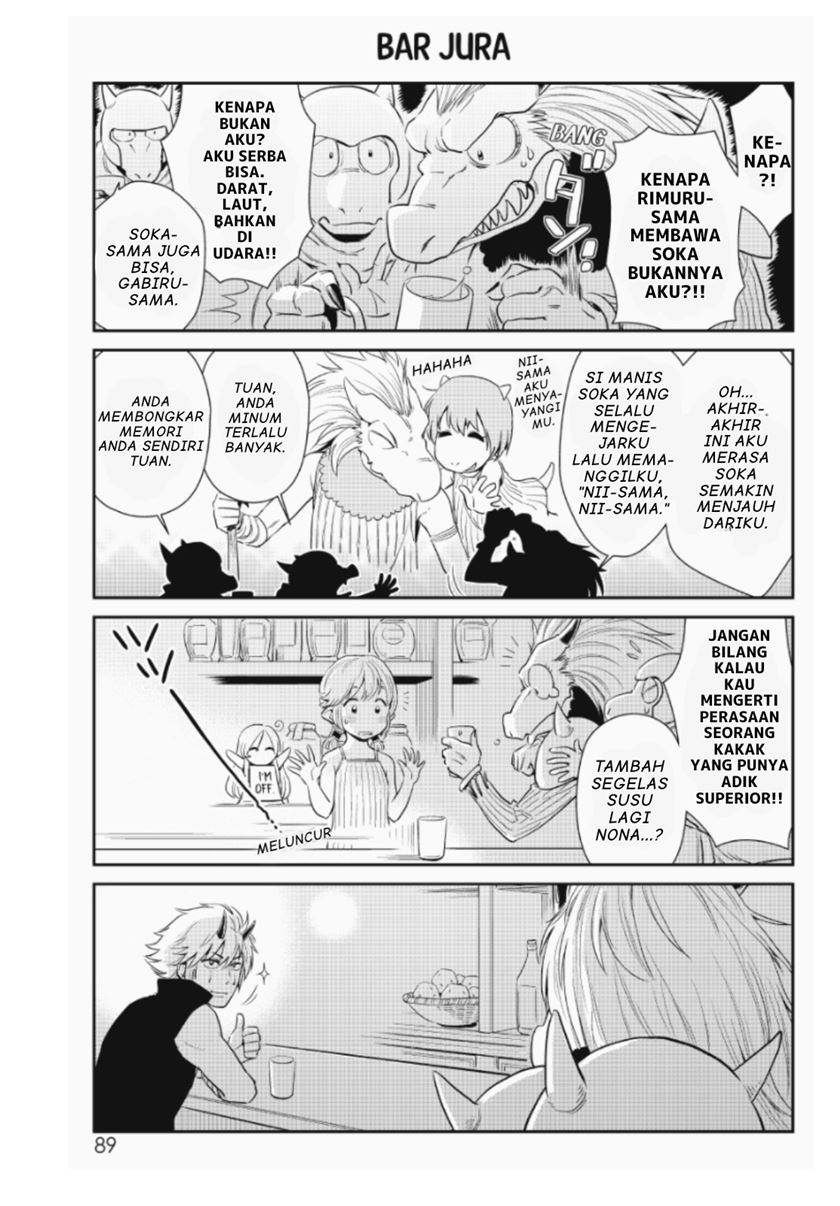 BAR JURA
KE-
NAPA
?!
KENAPA
RIMURU-
SAMA
MEMBAWA
SOKA
BUKANNYA
AKU?!!
BANG
ダン!
KENAPA
BUKAN
AKU?
AKU SERBA
BISA.
DARAT,
LAUT,
BAHKAN
DI
UDARA!!
SOKA-
SAMA JUGA
BISA,
GABIRU-
SAMA.
OH...
AKHIR-
AKHIR
INI AKU
MERASA
SOKA
SEMAKIN
MENJAUH
DARIKU.
SI MANIS
SOKA YANG
SELALU
MENGE-
JARKU
LALU MEMA-
NGGILKU,
"NII-SAMA,
NII-SAMA."
NII-
SAMA
AKU
MENYA-
YANGI
MU.
HAHAHA
TUAN,
ANDA
MINUM
TERLALU
BANYAK.
ANDA
MEMBONGKAR
MEMORI
ANDA SENDIRI
TUAN.
JANGAN
BILANG
KALAU
KAU
MENGERTI
PERASAAN
SEORANG
KAKAK
YANG PUNYA
ADIK
SUPERIOR!!
TAMBAH
SEGELAS
SUSU
LAGI
NONA...?
I'M
OFF.
MELUNCUR
89